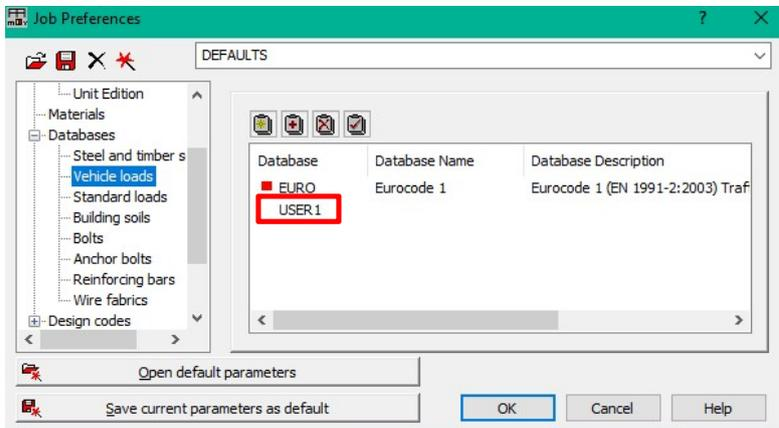 Job Preferences ? X
DEFAULTS
Unit Edition
Materials
Databases
Steel and timber s
Vehicle loads
Standard loads
Building soils
Bolts
Anchor bolts
Reinforcing bars
Wire fabrics
Design codes
Database Database Name Database Description
EURO Eurocode 1 Eurocode 1 (EN 1991-2:2003) Traf
USER1
Open default parameters
Save current parameters as default
OK Cancel Help